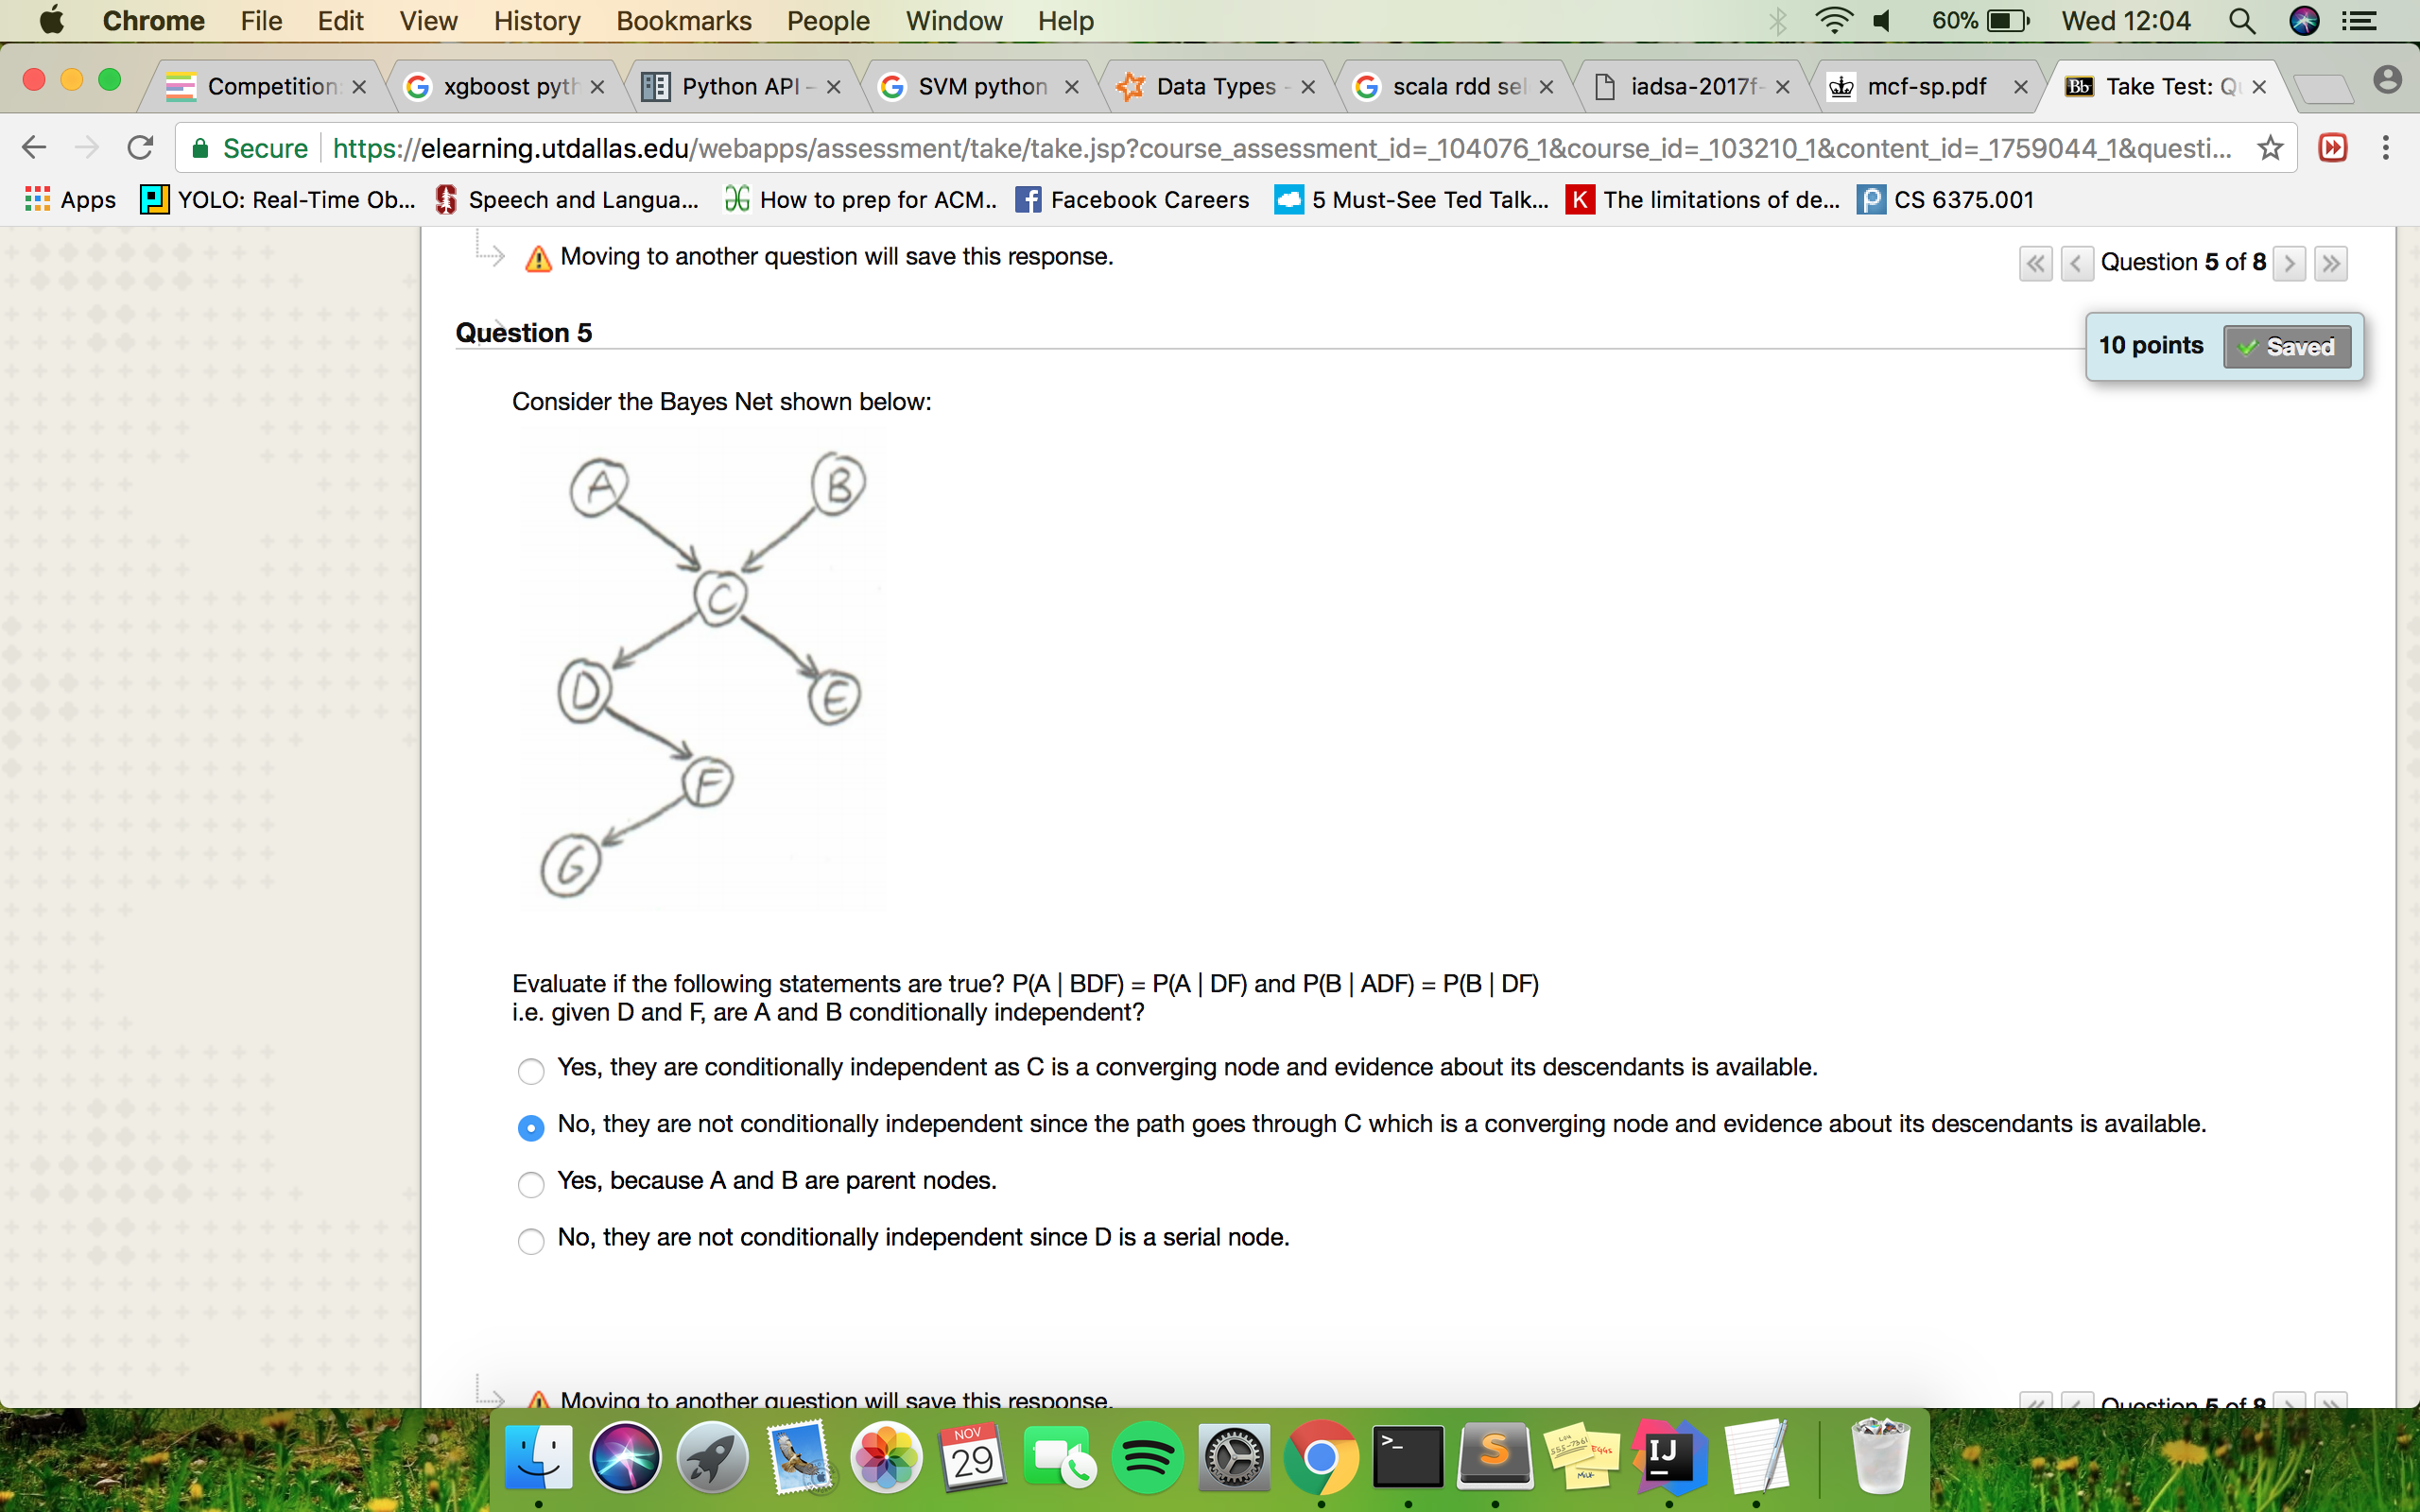 Chrome File Edit View History Bookmarks People Window Help 60% Wed 12:04
Competition xgboost pyth Python API - SVM python Data Types - scala rdd sel iadsa-2017f- mcf-sp.pdf Bb Take Test: Q
Secure https://elearning.utdallas.edu/webapps/assessment/take/take.jsp?course_assessment_id=_104076_1&course_id=_103210_1&content_id=_1759044_1&questi...
Apps YOLO: Real-Time Ob... Speech and Langua... How to prep for ACM.. Facebook Careers 5 Must-See Ted Talk... K The limitations of de... CS 6375.001
Moving to another question will save this response. Question 5 of 8
Question 5
10 points Saved
Consider the Bayes Net shown below:
A B
C
D E
F
G
Evaluate if the following statements are true? P(A | BDF) = P(A | DF) and P(B | ADF) = P(B | DF)
i.e. given D and F, are A and B conditionally independent?
Yes, they are conditionally independent as C is a converging node and evidence about its descendants is available.
No, they are not conditionally independent since the path goes through C which is a converging node and evidence about its descendants is available.
Yes, because A and B are parent nodes.
No, they are not conditionally independent since D is a serial node.
Moving to another question will save this response. Question 5 of 8
NOV
29
>_
S
IJ